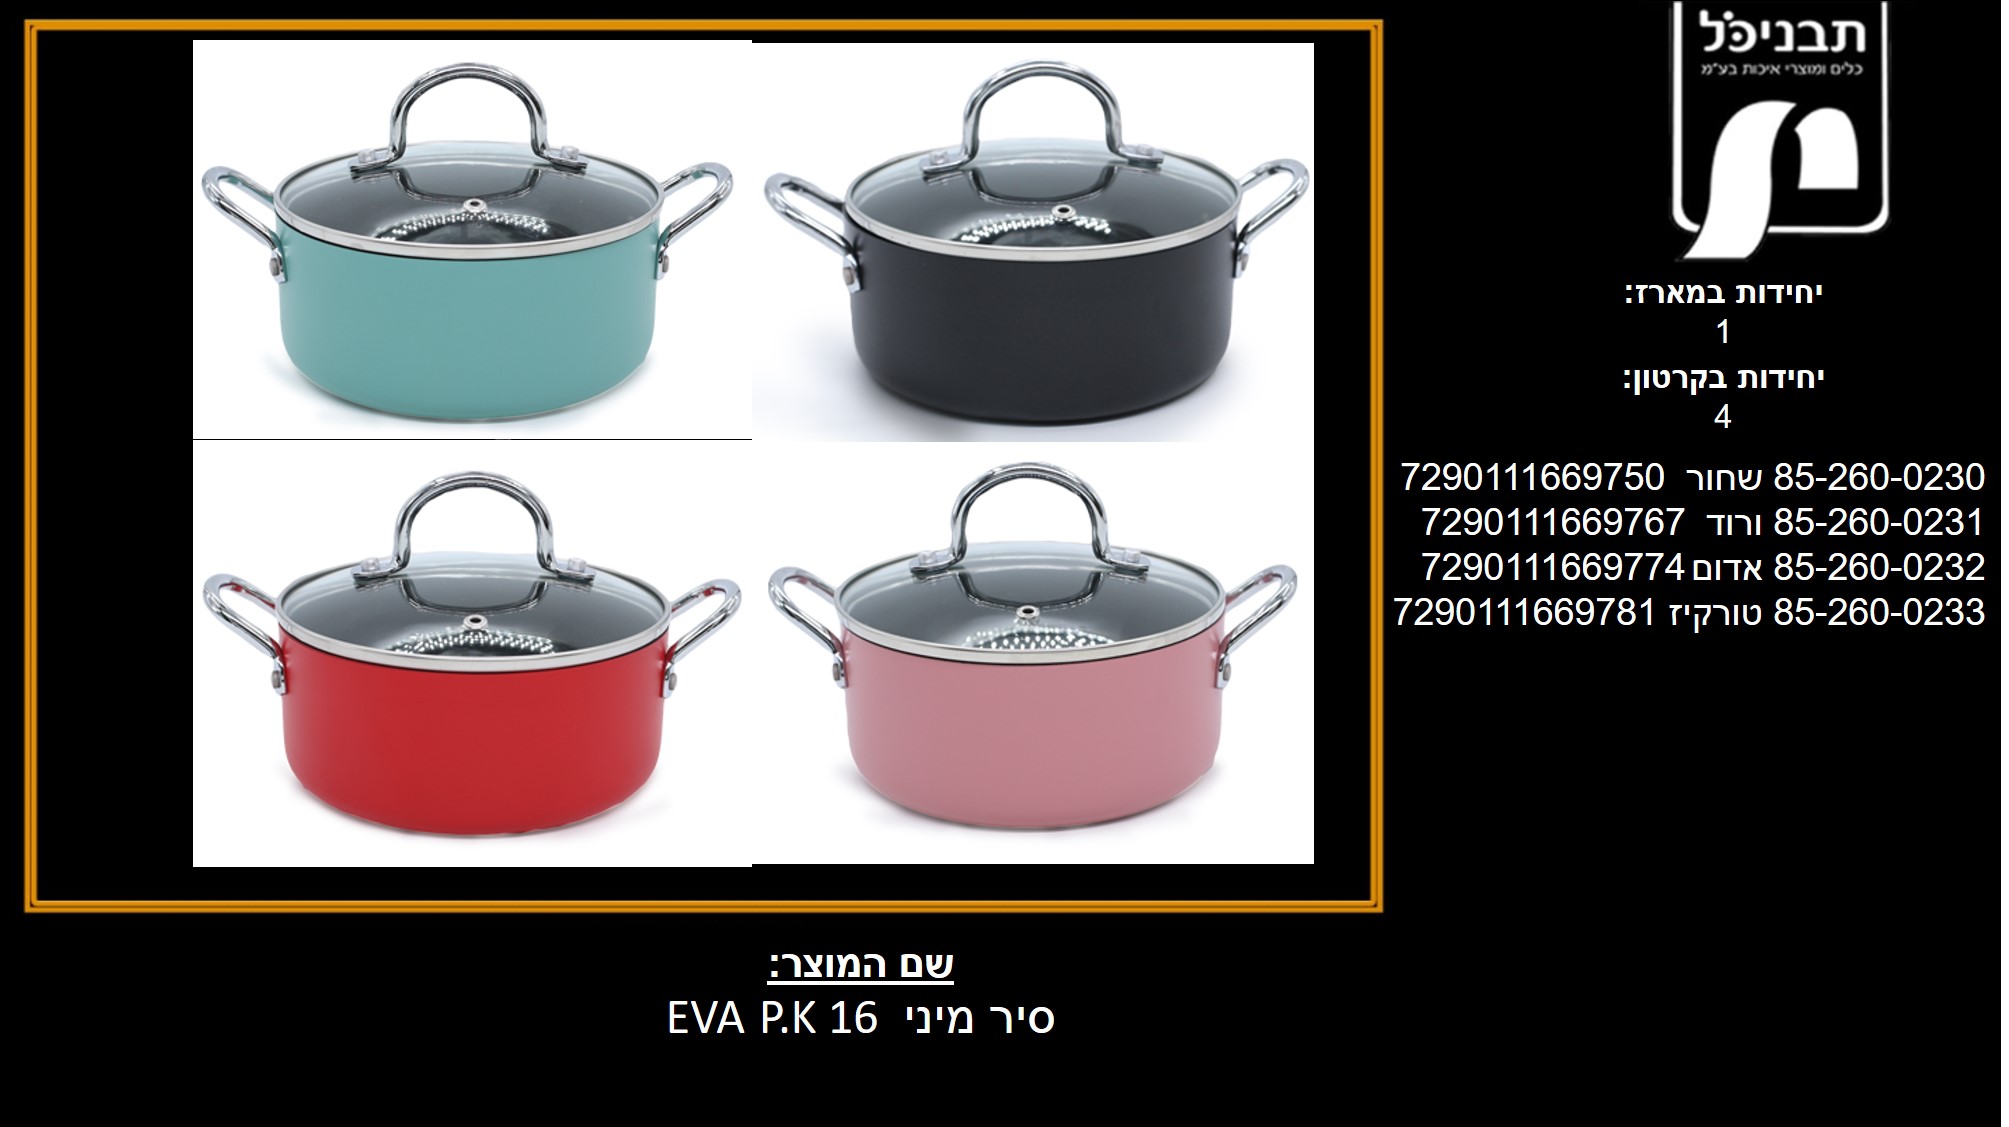 תבניכל
כלים ומוצרי איכות בע"מ
יחידות במארז:
1
יחידות בקרטון:
4
85-260-0230 שחור 7290111669750
85-260-0231 ורוד 7290111669767
85-260-0232 אדום 7290111669774
85-260-0233 טורקיז 7290111669781
שם המוצר:
סיר מיני EVA P.K 16